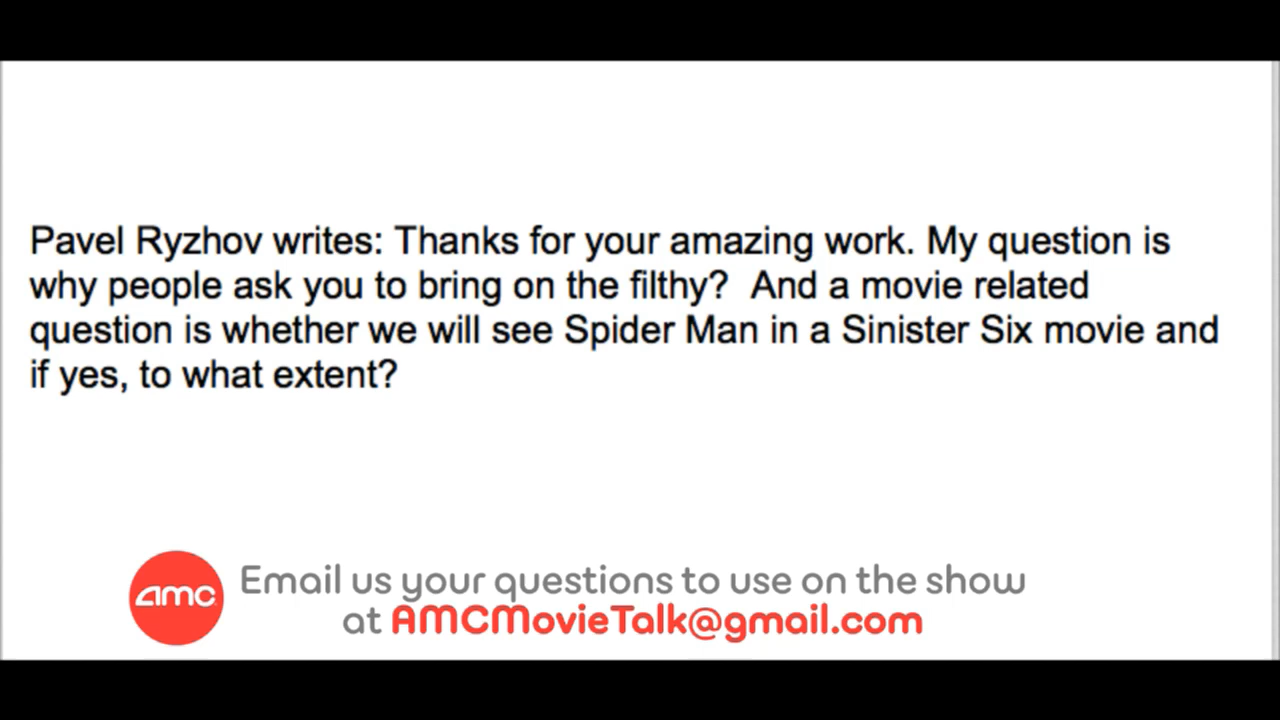 Pavel Ryzhov writes: Thanks for your amazing work. My question is
why people ask you to bring on the filthy?  And a movie related
question is whether we will see Spider Man in a Sinister Six movie and
if yes, to what extent?
amc
Email us your questions to use on the show
at AMCMovieTalk@gmail.com